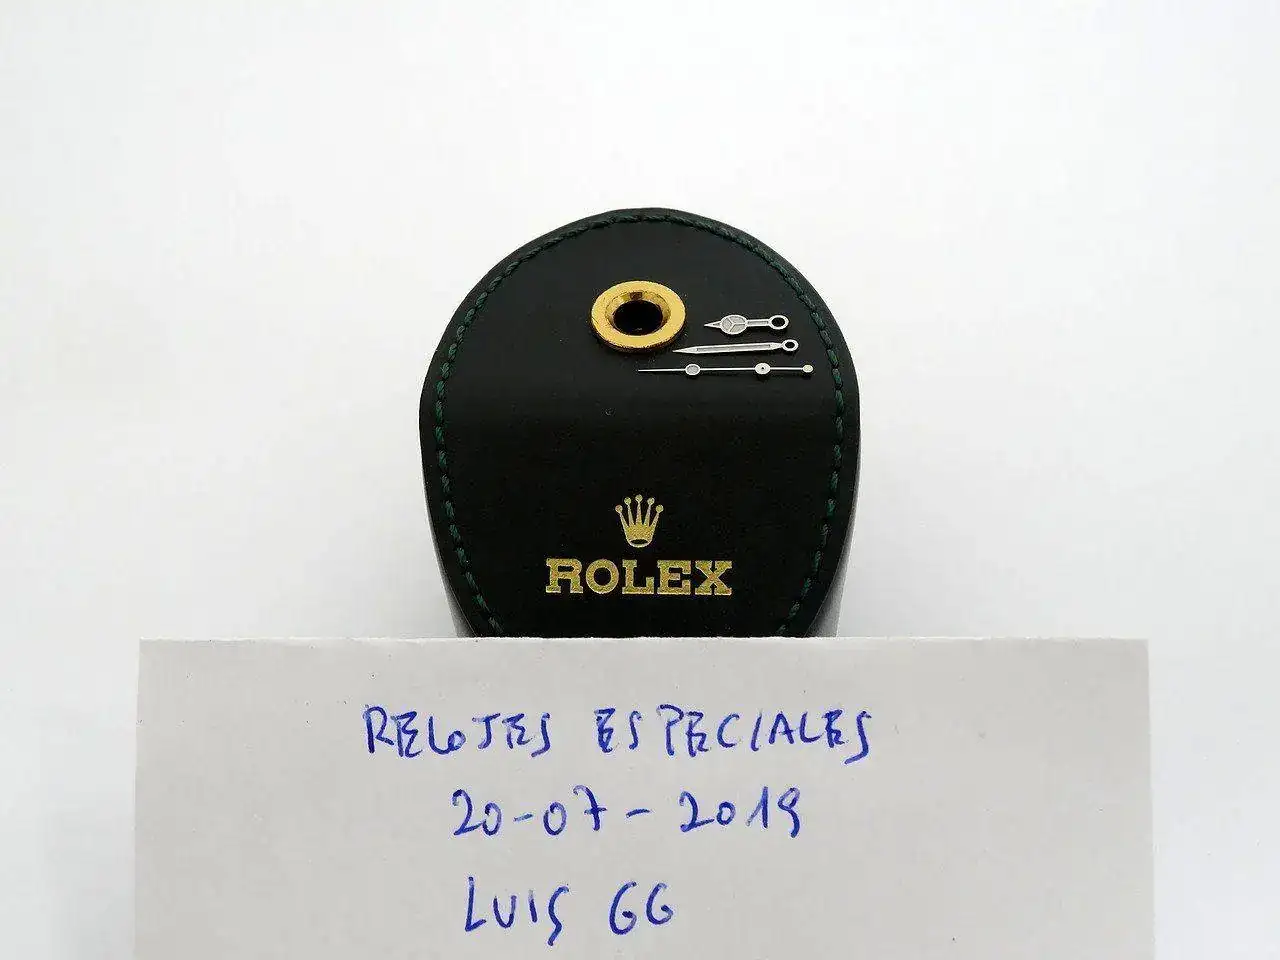 ROLEX
RELOJES ESPECIALES
20-07-2019
LUIS GG